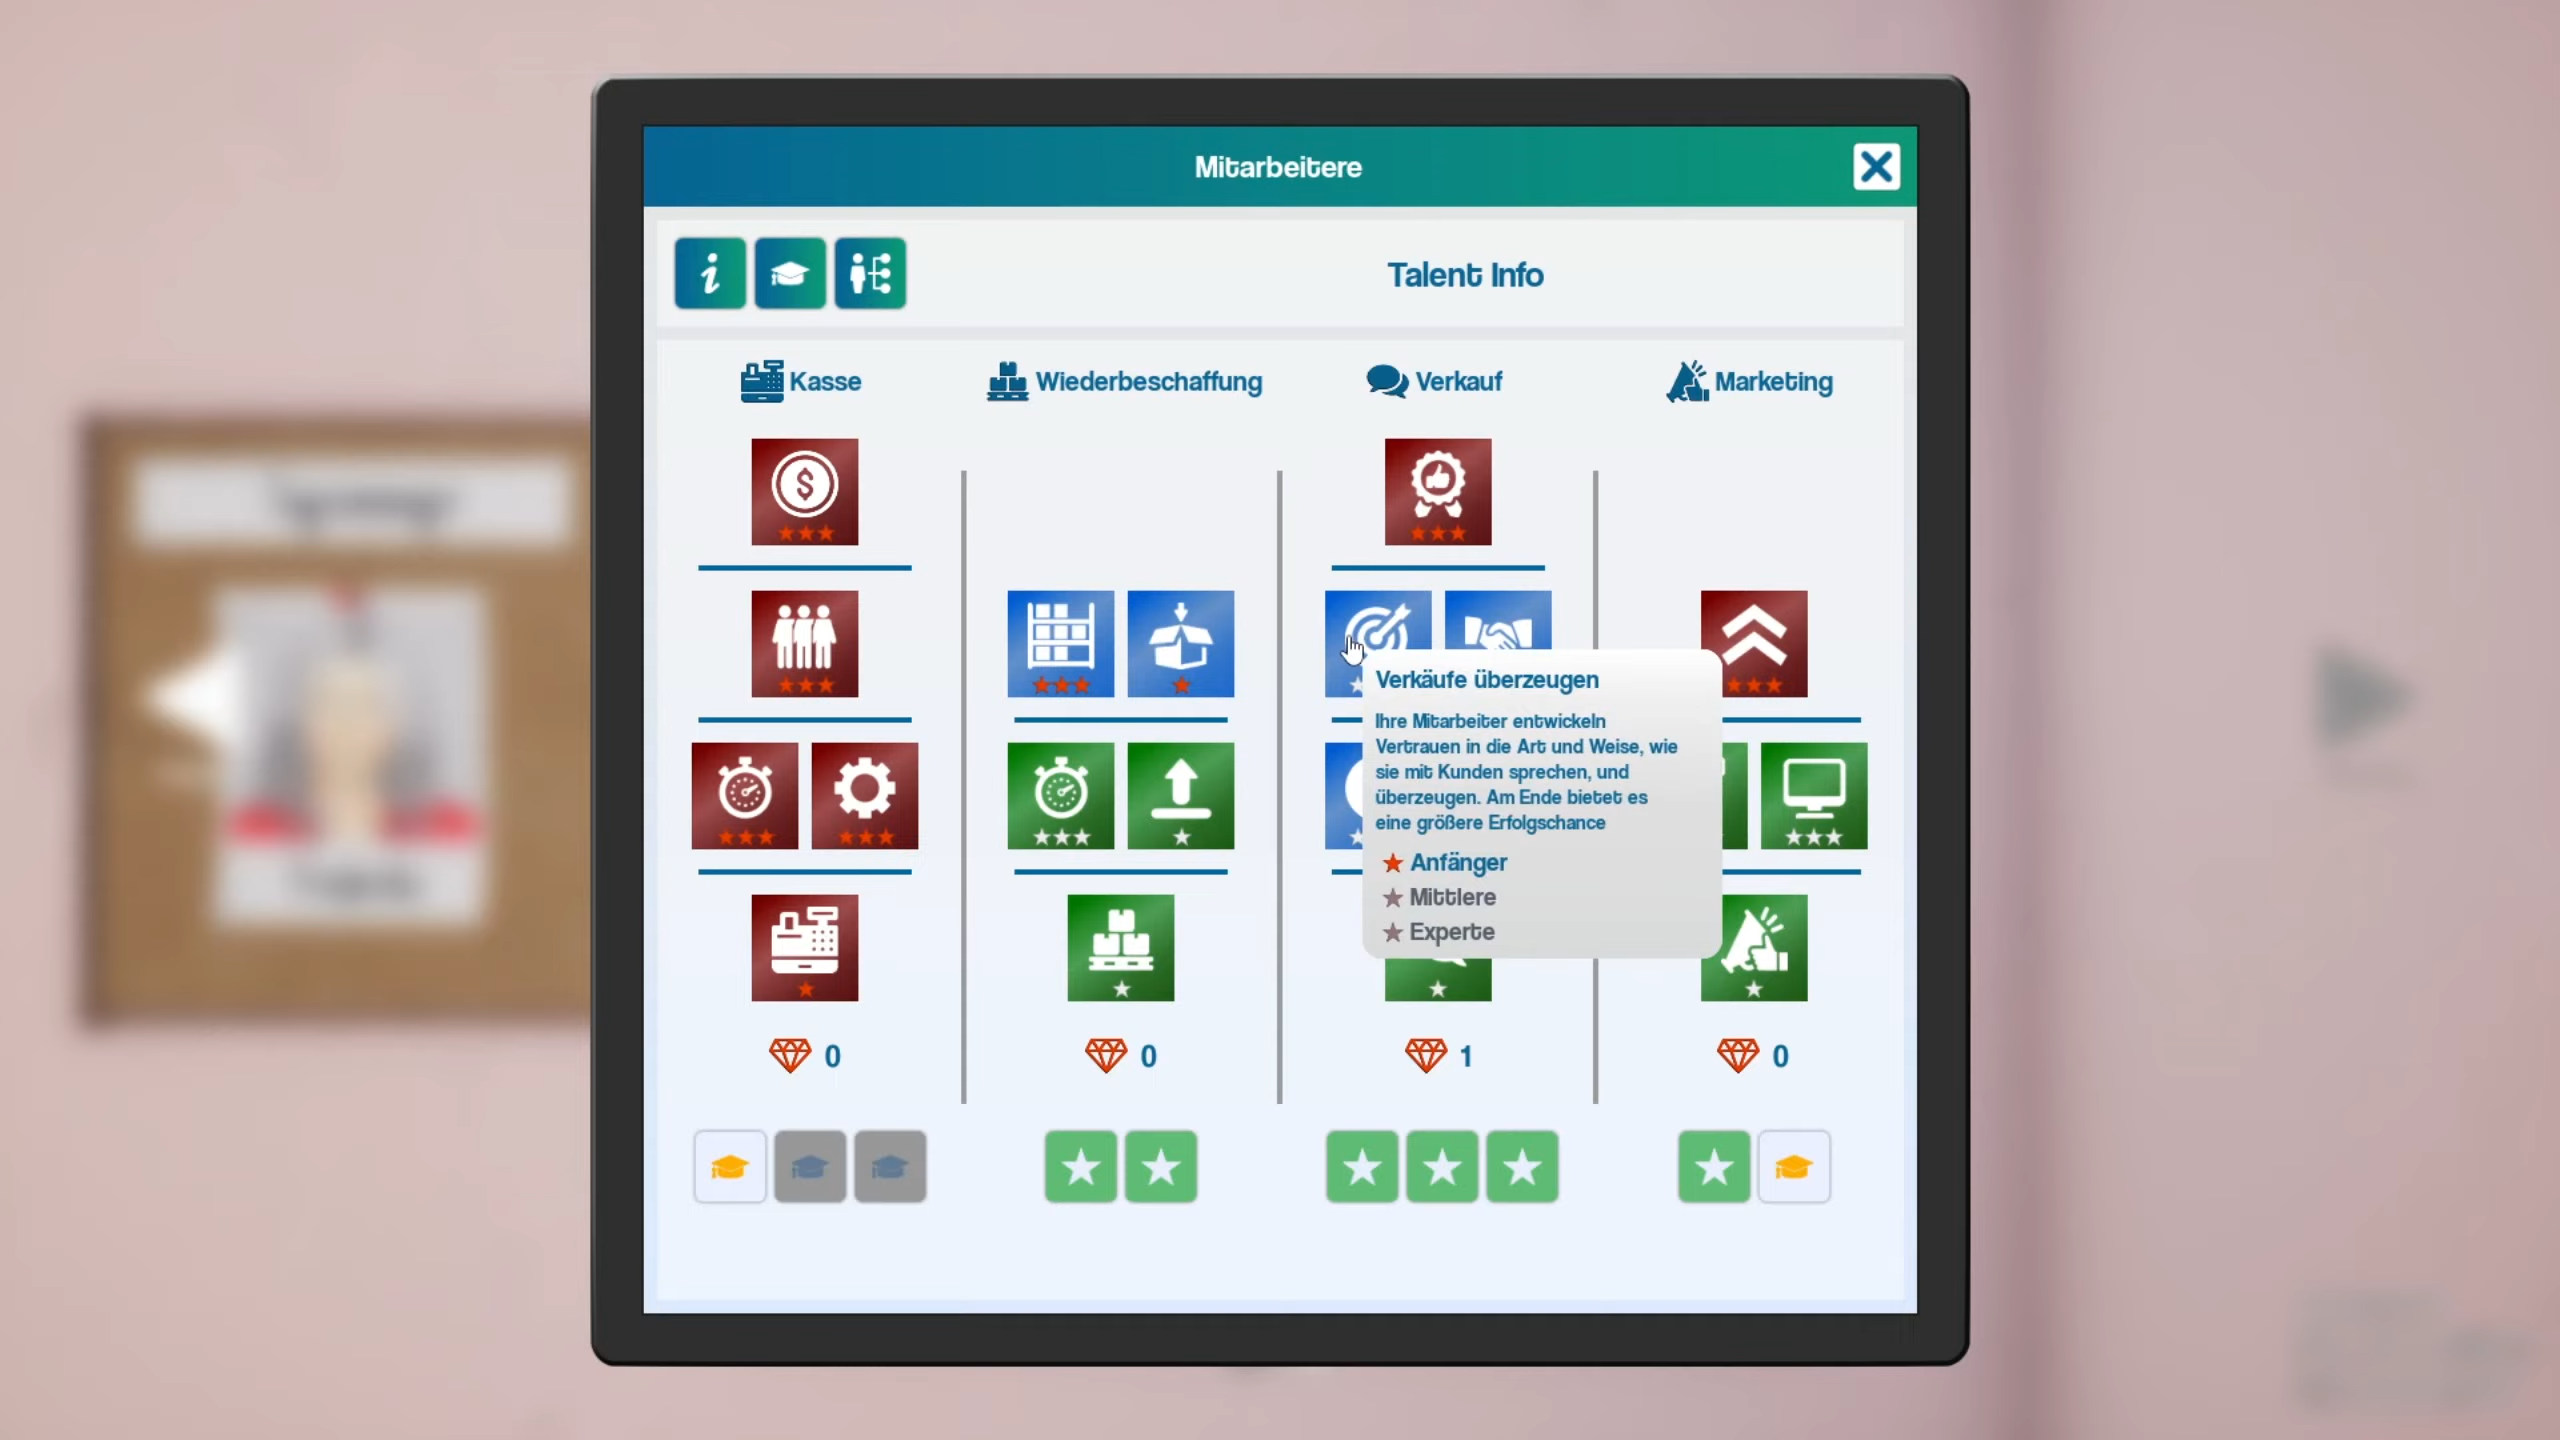 Mitarbeitere
Talent Info
Kasse
Wiederbeschaffung
Verkauf
Marketing
Verkäufe überzeugen
Ihre Mitarbeiter entwickeln
Vertrauen in die Art und Weise, wie
sie mit Kunden sprechen, und
überzeugen. Am Ende bietet es
eine größere Erfolgschance
Anfänger
Mittlere
Experte
0
0
1
0